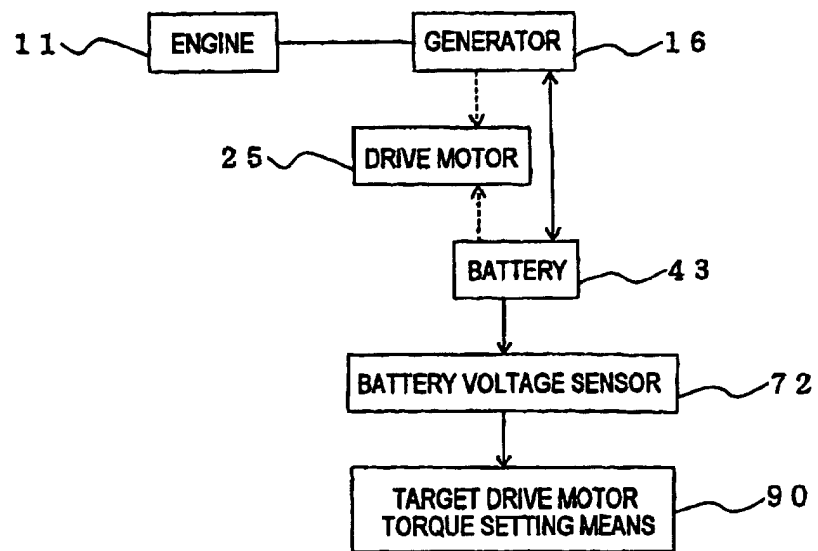 11 ENGINE GENERATOR 16
25 DRIVE MOTOR
BATTERY 43
BATTERY VOLTAGE SENSOR 72
TARGET DRIVE MOTOR
TORQUE SETTING MEANS 90